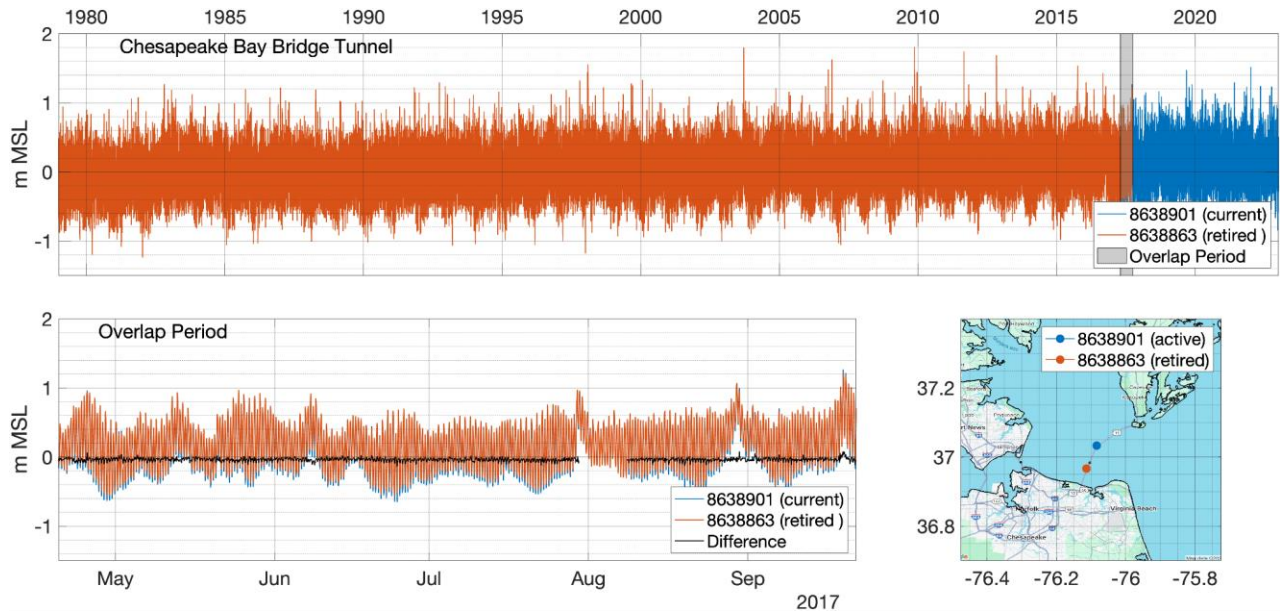 1980 1985 1990 1995 2000 2005 2010 2015 2020
Chesapeake Bay Bridge Tunnel
m MSL
2
1
0
-1
8638901 (current)
8638863 (retired )
Overlap Period
Overlap Period
m MSL
2
1
0
-1
8638901 (current)
8638863 (retired )
Difference
May Jun Jul Aug Sep
2017
8638901 (active)
8638863 (retired)
37.2
37
36.8
Virginia Beach
Chesapeake
-76.4 -76.2 -76 -75.8